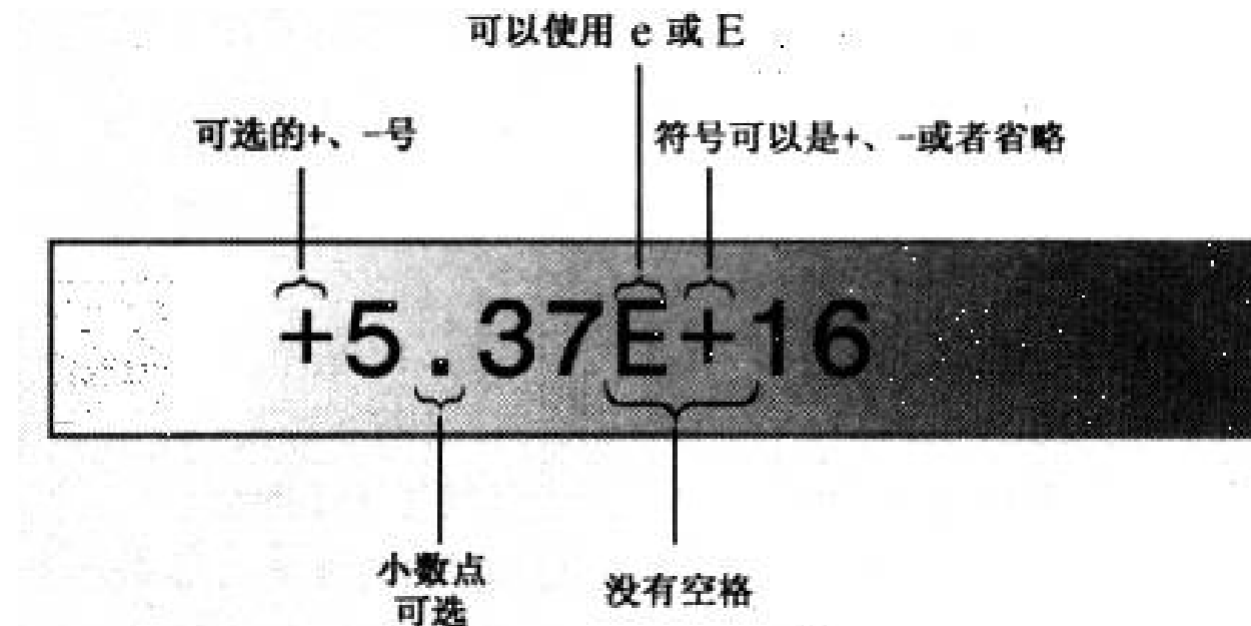 可以使用 e 或 E
可选的+、-号
符号可以是+、-或者省略
+5.37E+16
小数点
可选
没有空格